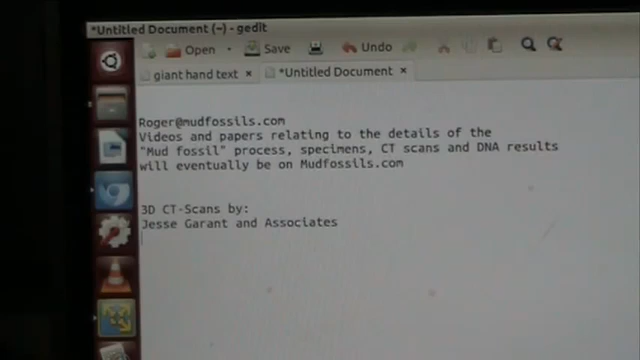 *Untitled Document (~) - gedit
Open Save Undo
giant hand text × *Untitled Document ×
Roger@mudfossils.com
Videos and papers relating to the details of the
"Mud fossil" process, specimens, CT scans and DNA results
will eventually be on Mudfossils.com
3D CT-Scans by:
Jesse Garant and Associates